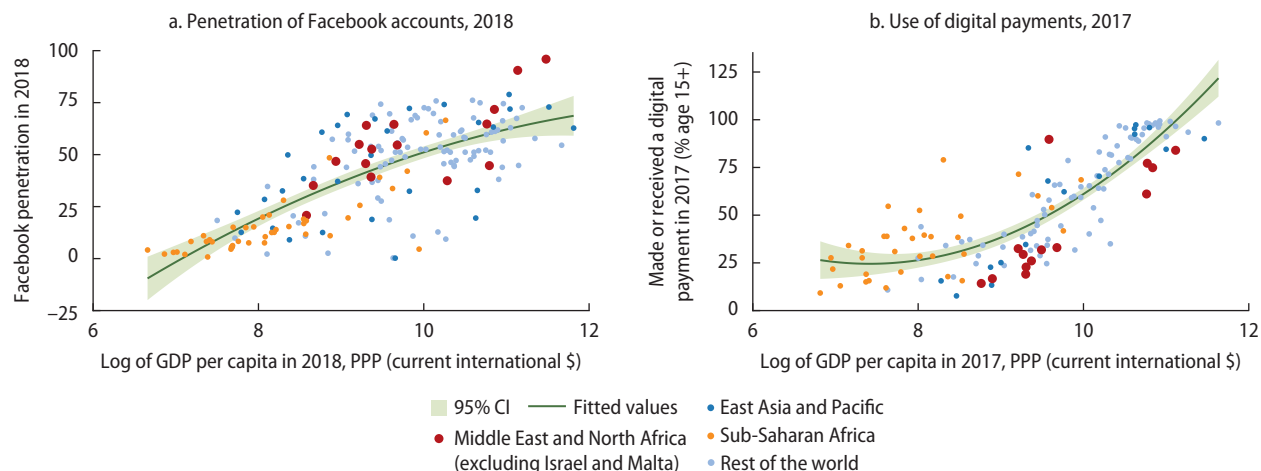 a. Penetration of Facebook accounts, 2018
Facebook penetration in 2018
100
75
50
25
0
−25
6
8
10
12
Log of GDP per capita in 2018, PPP (current international $)
b. Use of digital payments, 2017
Made or received a digital
payment in 2017 (% age 15+)
125
100
75
50
25
0
6
8
10
12
Log of GDP per capita in 2017, PPP (current international $)
95% CI
Fitted values
East Asia and Pacific
Middle East and North Africa
(excluding Israel and Malta)
Sub-Saharan Africa
Rest of the world